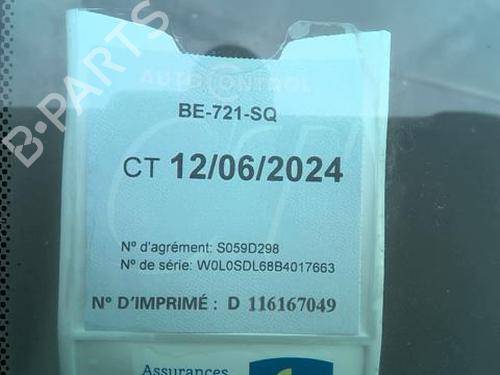 B-PARTS
AUTOCONTROL
BE-721-SQ
CT 12/06/2024
N° d'agrément: S059D298
N° de série: W0L0SDL68B4017663
N° D'IMPRIMÉ : D 116167049
Assurances